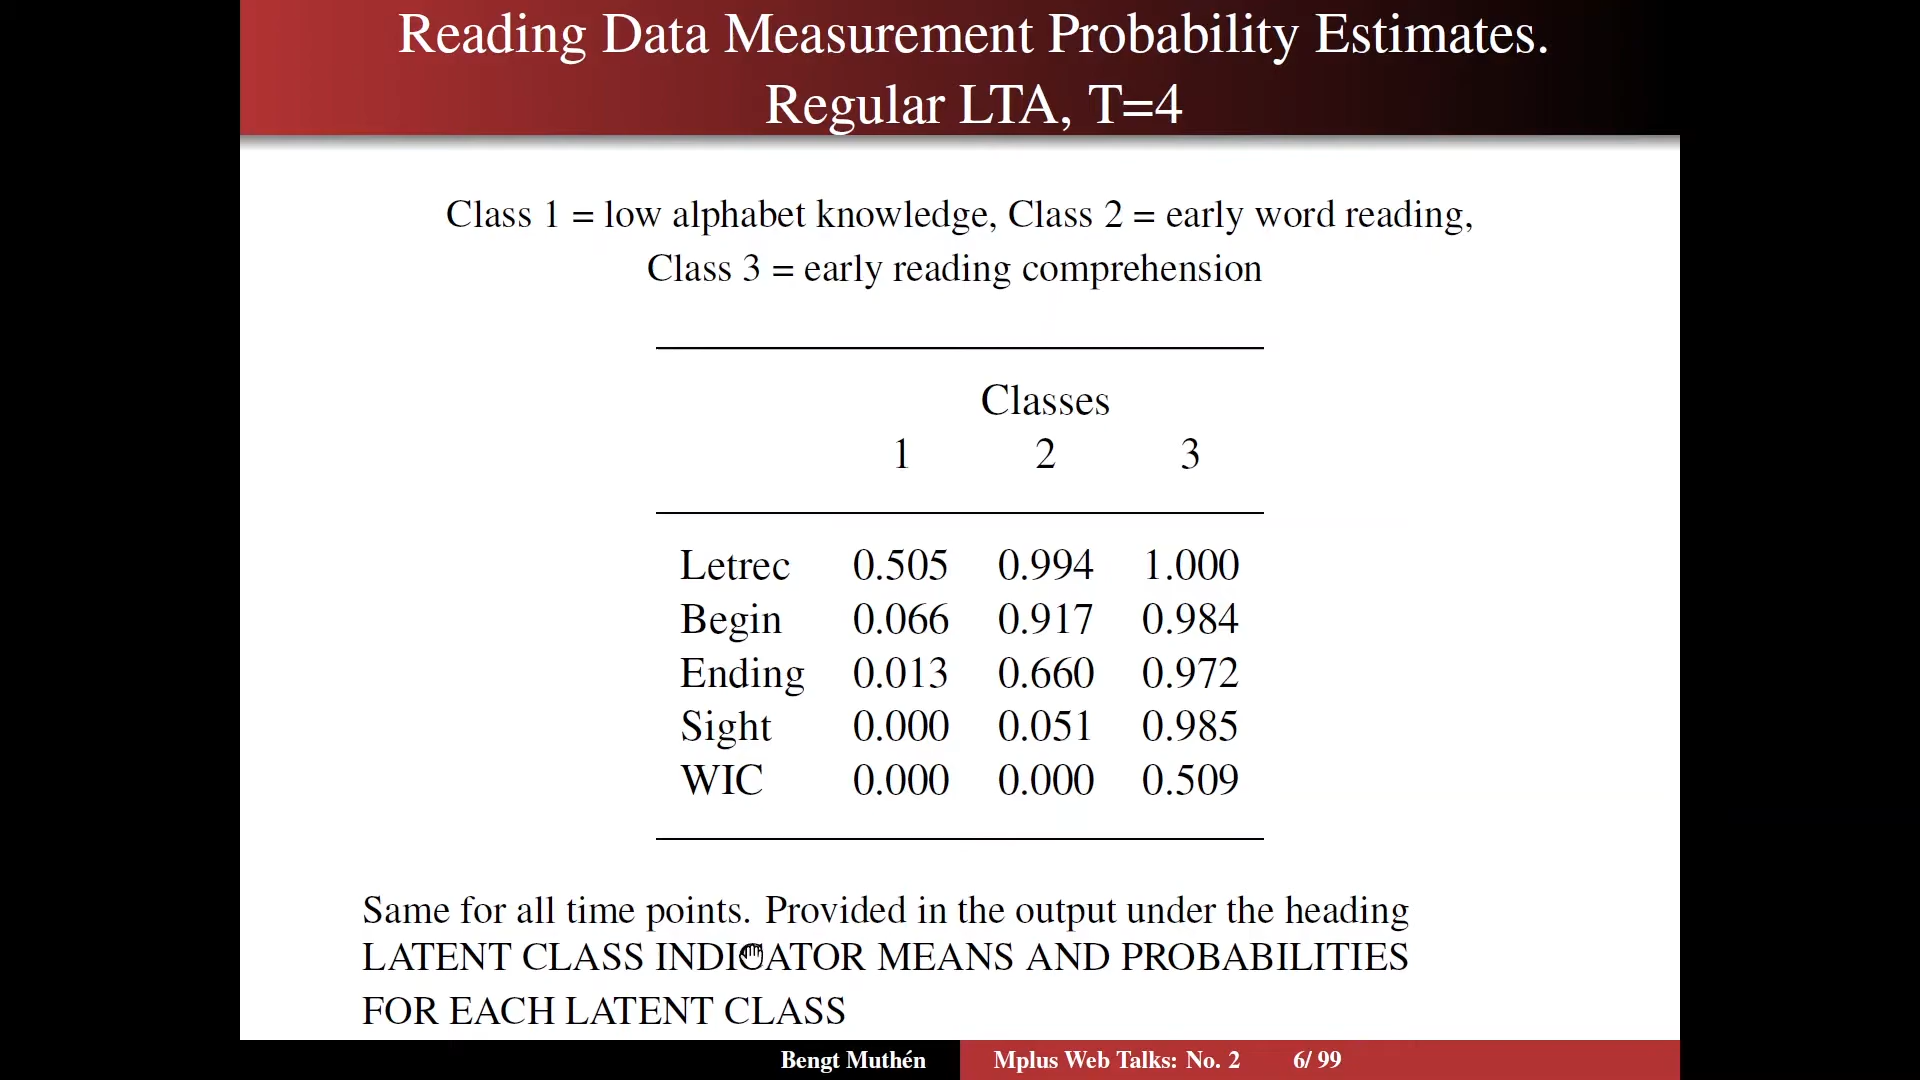 Reading Data Measurement Probability Estimates.
Regular LTA, T=4
Class 1 = low alphabet knowledge, Class 2 = early word reading,
Class 3 = early reading comprehension
Classes
1 2 3
Letrec 0.505 0.994 1.000
Begin 0.066 0.917 0.984
Ending 0.013 0.660 0.972
Sight 0.000 0.051 0.985
WIC 0.000 0.000 0.509
Same for all time points. Provided in the output under the heading
LATENT CLASS INDICATOR MEANS AND PROBABILITIES
FOR EACH LATENT CLASS
Bengt Muthén Mplus Web Talks: No. 2 6/ 99